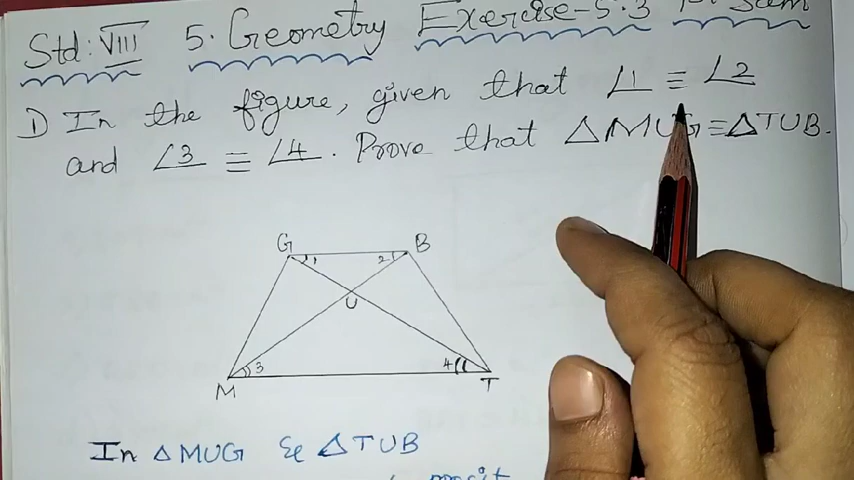 Std: VIII 5. Geometry Exercise-5.3
1) In the figure, given that ∠1 ≡ ∠2
and ∠3 ≡ ∠4. Prove that △MUG ≡ △TUB.
G B
1 2
U
3 4
M T
In △MUG & △TUB